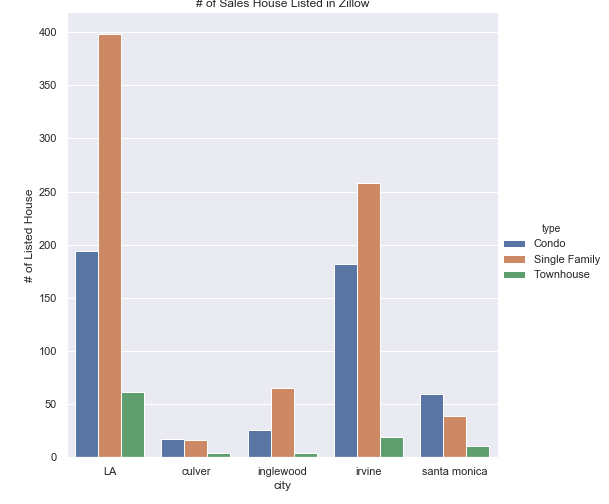 # of Sales House Listed in Zillow
# of Listed House
400
350
300
250
200
150
100
50
0
LA culver inglewood irvine santa monica
city
type
Condo
Single Family
Townhouse